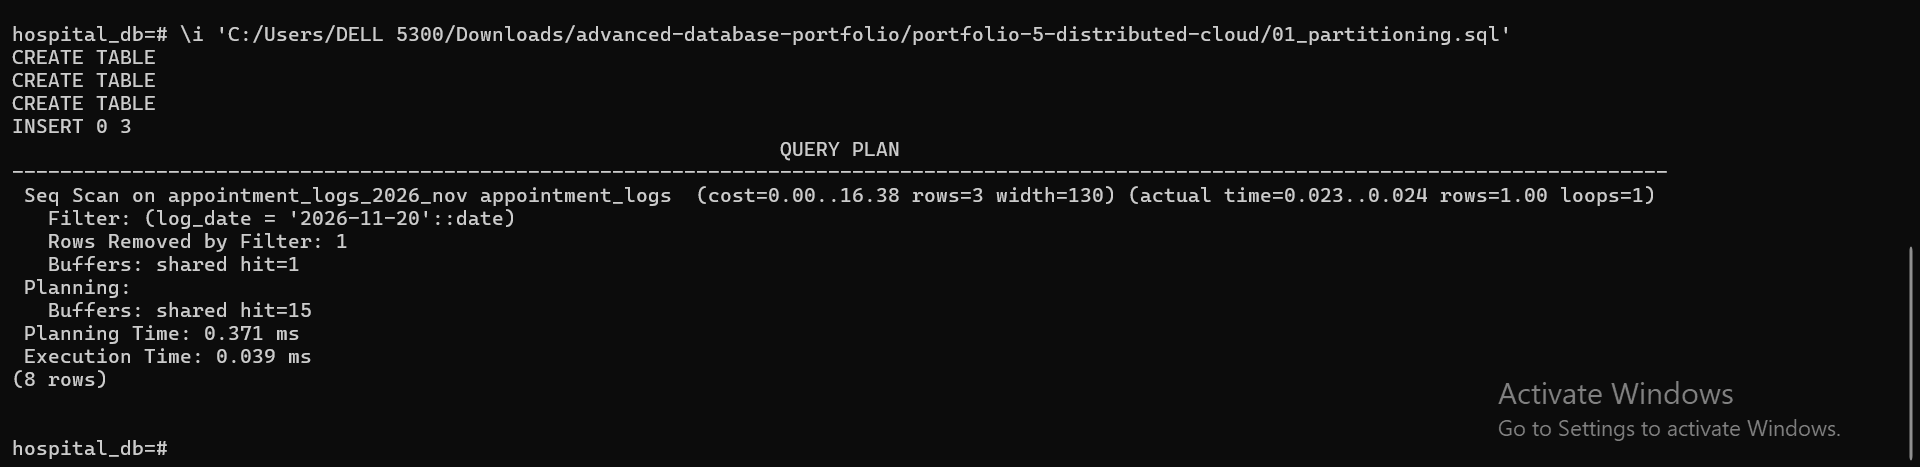 hospital_db=# \i 'C:/Users/DELL 5300/Downloads/advanced-database-portfolio/portfolio-5-distributed-cloud/01_partitioning.sql'
CREATE TABLE
CREATE TABLE
CREATE TABLE
INSERT 0 3
QUERY PLAN
-----------------------------------------------------------------------------------------------------------------------------------------
Seq Scan on appointment_logs_2026_nov appointment_logs  (cost=0.00..16.38 rows=3 width=130) (actual time=0.023..0.024 rows=1.00 loops=1)
Filter: (log_date = '2026-11-20'::date)
Rows Removed by Filter: 1
Buffers: shared hit=1
Planning:
Buffers: shared hit=15
Planning Time: 0.371 ms
Execution Time: 0.039 ms
(8 rows)
Activate Windows
Go to Settings to activate Windows.
hospital_db=#